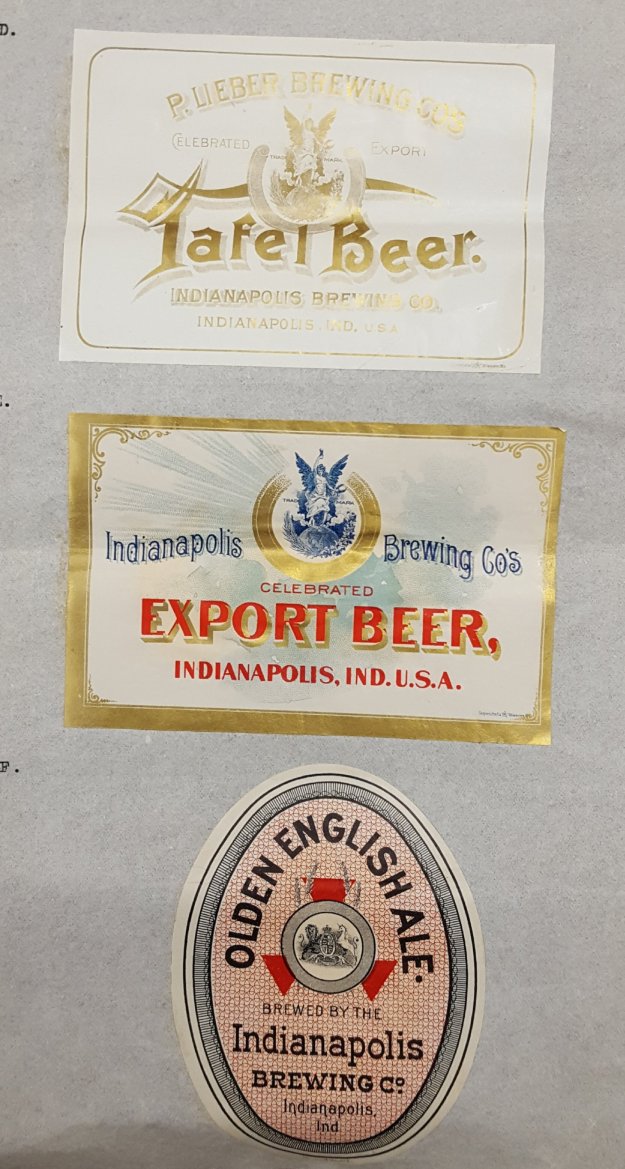 D.
P. LIEBER BREWING CO'S
CELEBRATED EXPORT
TRADE MARK
Tafel Beer.
INDIANAPOLIS BREWING CO.
INDIANAPOLIS, IND. U.S.A.
E.
TRADE MARK
Indianapolis Brewing Co's
CELEBRATED
EXPORT BEER,
INDIANAPOLIS, IND. U.S.A.
F.
OLDEN ENGLISH ALE.
BREWED BY THE
Indianapolis
BREWING Co.
Indianapolis,
Ind